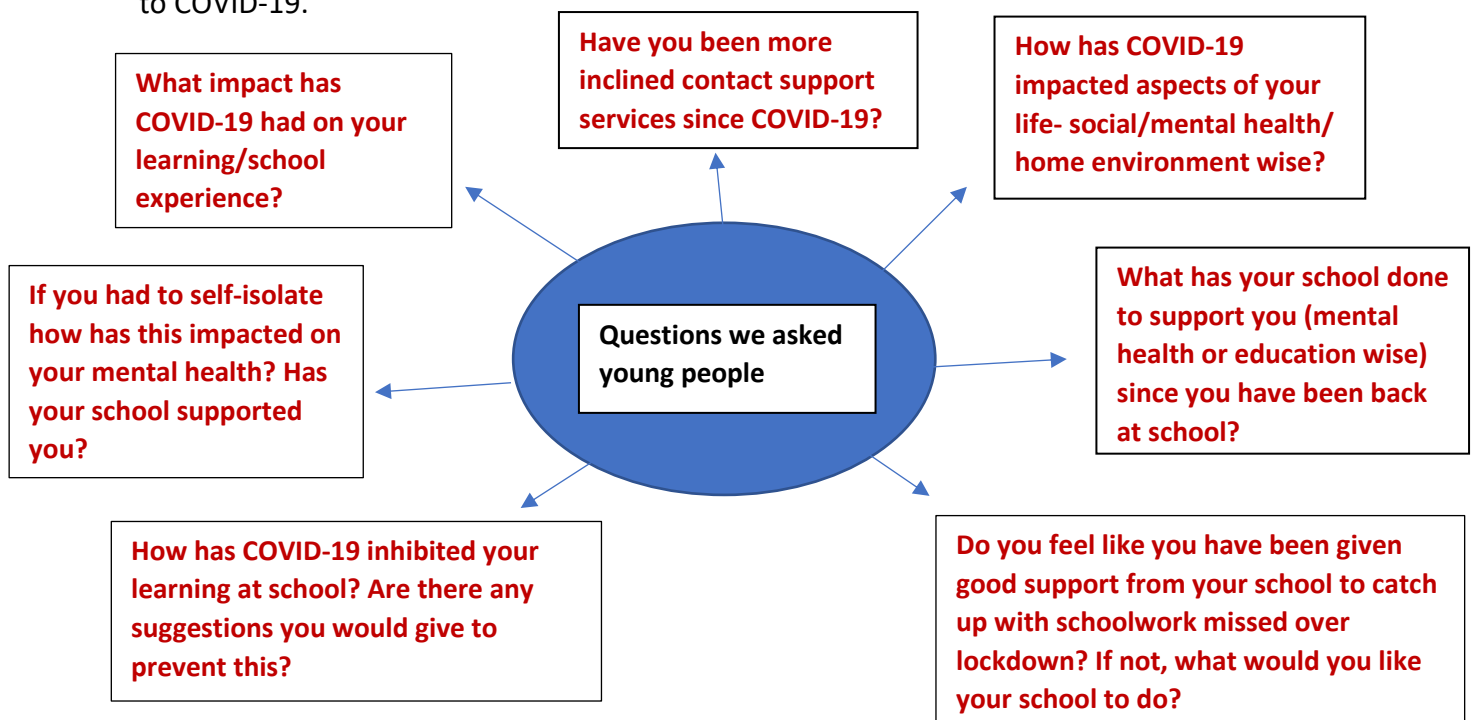 to COVID-19.
Have you been more
inclined contact support
services since COVID-19?
How has COVID-19
impacted aspects of your
life- social/mental health/
home environment wise?
What impact has
COVID-19 had on your
learning/school
experience?
If you had to self-isolate
how has this impacted on
your mental health? Has
your school supported
you?
Questions we asked
young people
What has your school done
to support you (mental
health or education wise)
since you have been back
at school?
How has COVID-19 inhibited your
learning at school? Are there any
suggestions you would give to
prevent this?
Do you feel like you have been given
good support from your school to catch
up with schoolwork missed over
lockdown? If not, what would you like
your school to do?